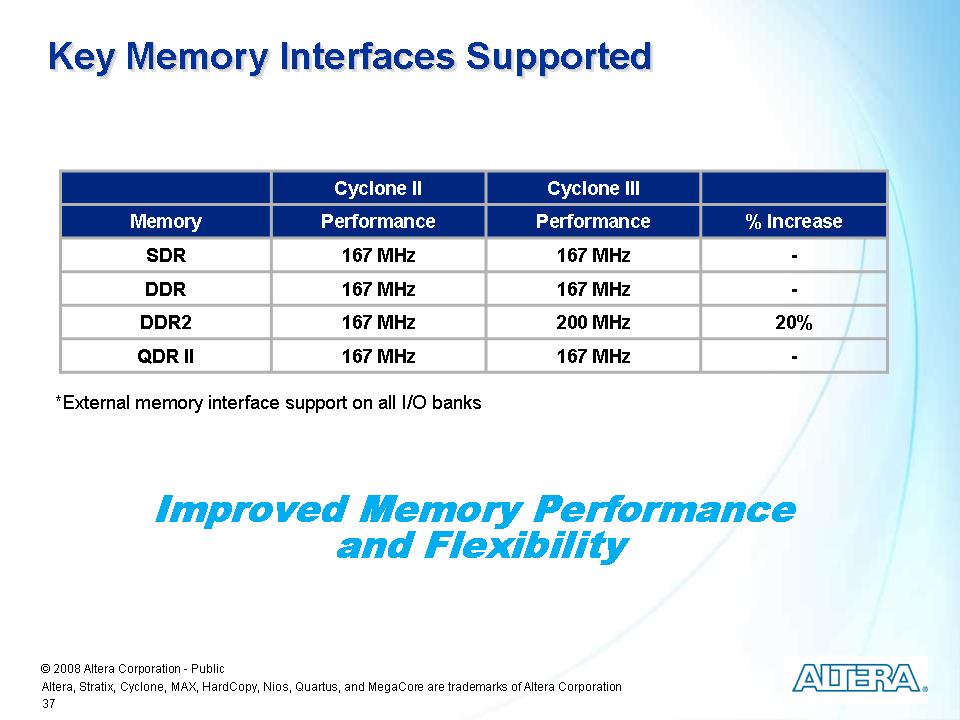 Key Memory Interfaces Supported
Cyclone II Cyclone III
Memory Performance Performance % Increase
SDR 167 MHz 167 MHz -
DDR 167 MHz 167 MHz -
DDR2 167 MHz 200 MHz 20%
QDR II 167 MHz 167 MHz -
*External memory interface support on all I/O banks
Improved Memory Performance
and Flexibility
© 2008 Altera Corporation - Public
Altera, Stratix, Cyclone, MAX, HardCopy, Nios, Quartus, and MegaCore are trademarks of Altera Corporation
37
ALTERA®